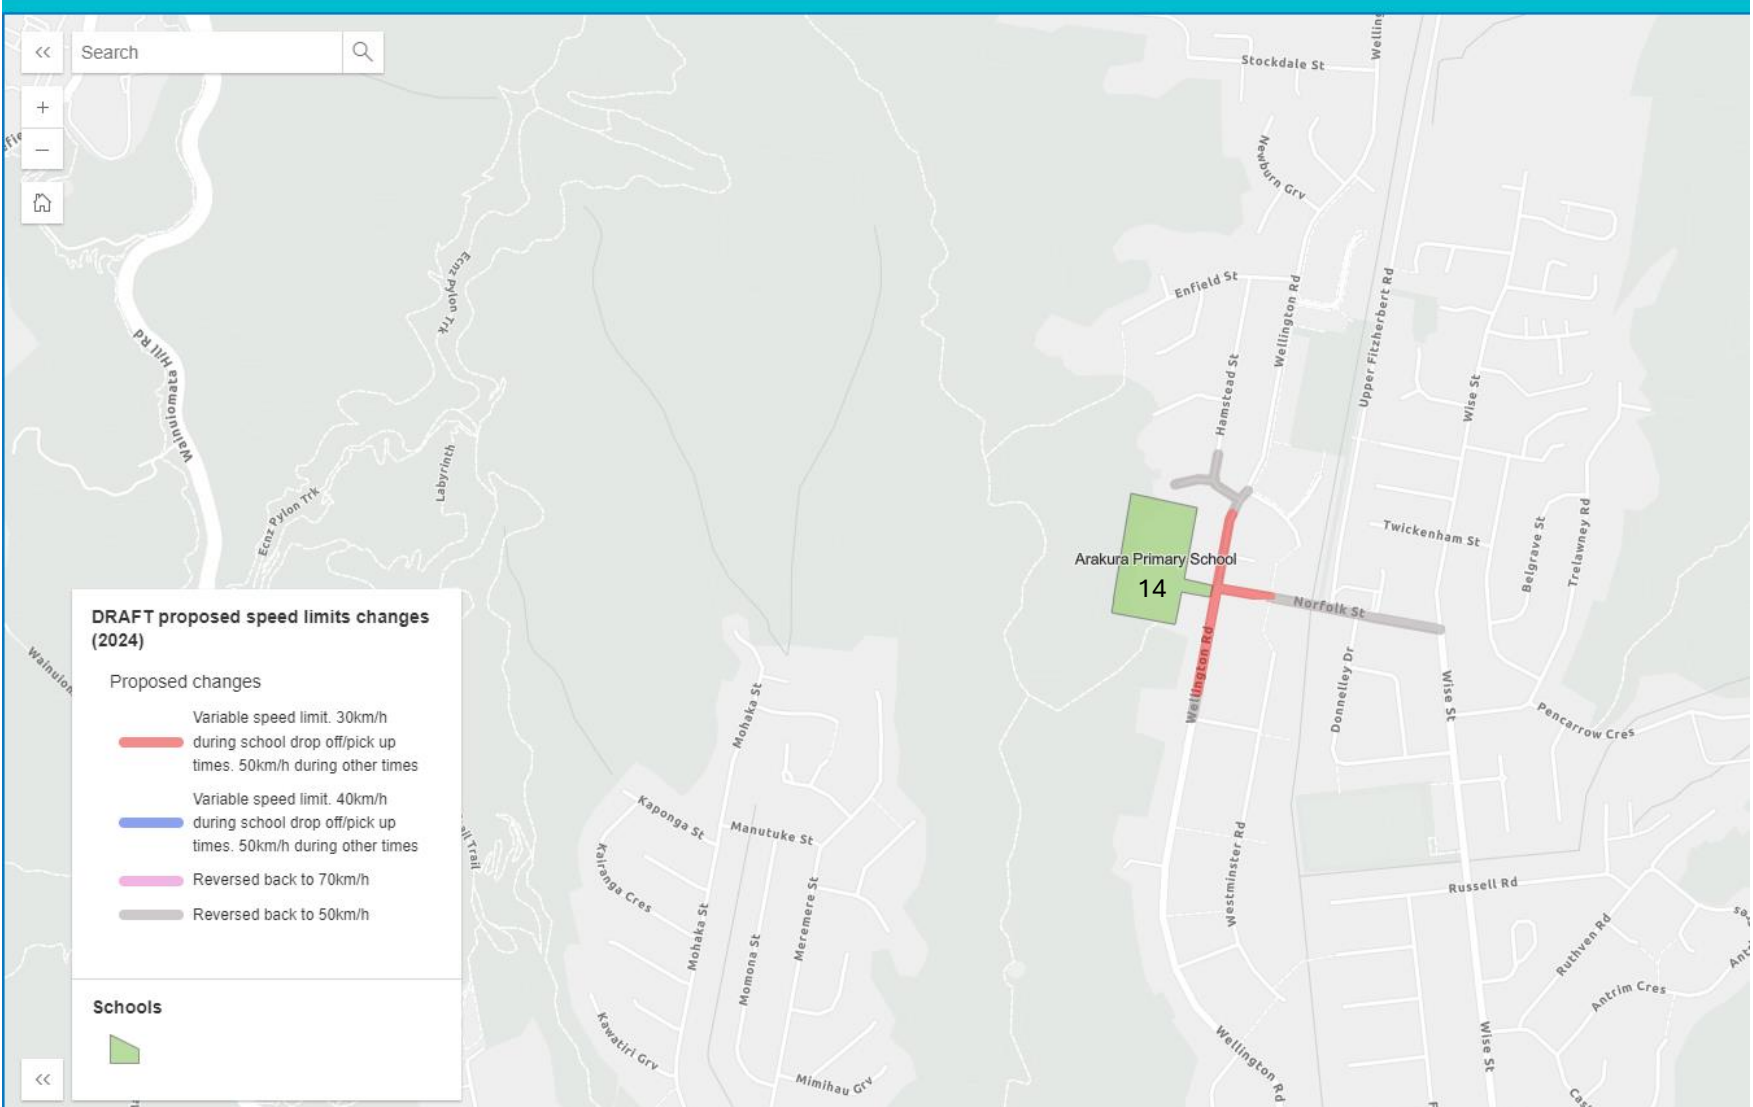 Search
Stockdale St
Newburn Grv
Enfield St
Wellington Rd
Hamstead St
Upper Fitzherbert Rd
Wise St
Ecnz Pylon Trk
Wainuiomata Hill Rd
Labyrinth
Ecnz Pylon Trk
Twickenham St
Belgrave St
Trelawney Rd
Arakura Primary School
14
Norfolk St
Wellington Rd
Donnelley Dr
Wise St
Pencarrow Cres
DRAFT proposed speed limits changes
(2024)
Proposed changes
Variable speed limit. 30km/h
during school drop off/pick up
times. 50km/h during other times
Variable speed limit. 40km/h
during school drop off/pick up
times. 50km/h during other times
Reversed back to 70km/h
Reversed back to 50km/h
Schools
Mohaka St
Kaponga St
Manutuke St
Kairanga Cres
Mohaka St
Momona St
Meremere St
Westminster Rd
Russell Rd
Ruthven Rd
Antrim Cres
Kawatiri Grv
Mimihau Grv
Wellington Rd
Wise St
Trail